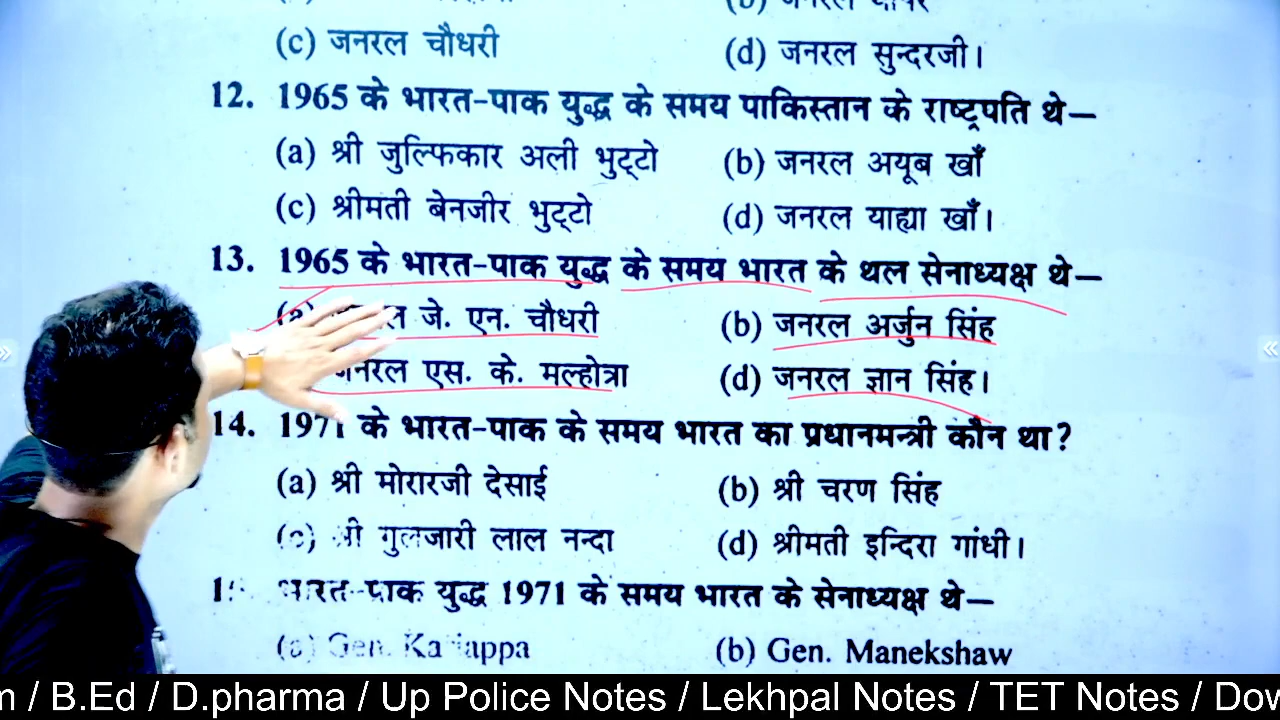 (c) जनरल चौधरी (d) जनरल सुन्दरजी।
12. 1965 के भारत-पाक युद्ध के समय पाकिस्तान के राष्ट्रपति थे—
(a) श्री जुल्फिकार अली भुट्टो (b) जनरल अयूब खाँ
(c) श्रीमती बेनजीर भुट्टो (d) जनरल याह्या खाँ।
13. 1965 के भारत-पाक युद्ध के समय भारत के थल सेनाध्यक्ष थे—
जे. एन. चौधरी (b) जनरल अर्जुन सिंह
जनरल एस. के. मल्होत्रा (d) जनरल ज्ञान सिंह।
14. 1971 के भारत-पाक के समय भारत का प्रधानमन्त्री कौन था?
(a) श्री मोरारजी देसाई (b) श्री चरण सिंह
(c) श्री गुलजारी लाल नन्दा (d) श्रीमती इन्दिरा गांधी।
भारत-पाक युद्ध 1971 के समय भारत के सेनाध्यक्ष थे—
(a) Gen. (b) Gen. Manekshaw
/ B.Ed / D.pharma / Up Police Notes / Lekhpal Notes / TET Notes /